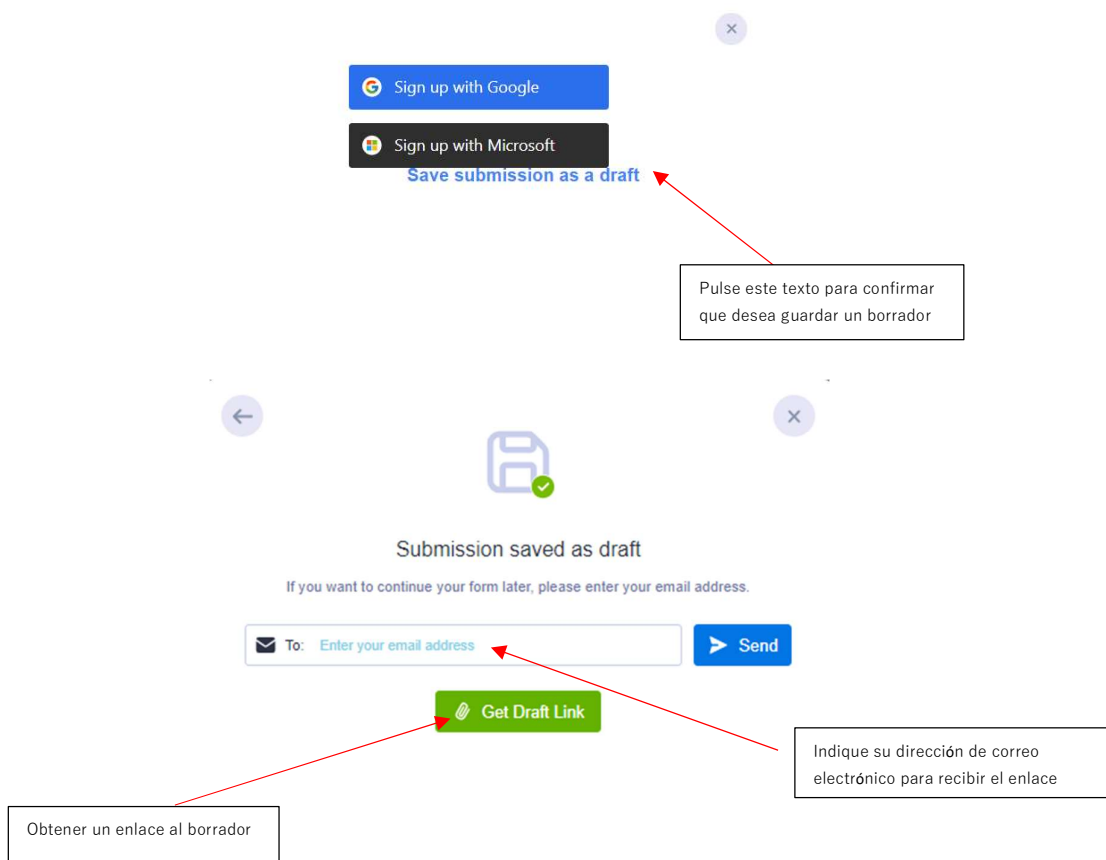 Sign up with Google
Sign up with Microsoft
Save submission as a draft
Pulse este texto para confirmar
que desea guardar un borrador
Submission saved as draft
If you want to continue your form later, please enter your email address.
To: Enter your email address
Send
Get Draft Link
Indique su dirección de correo
electrónico para recibir el enlace
Obtener un enlace al borrador